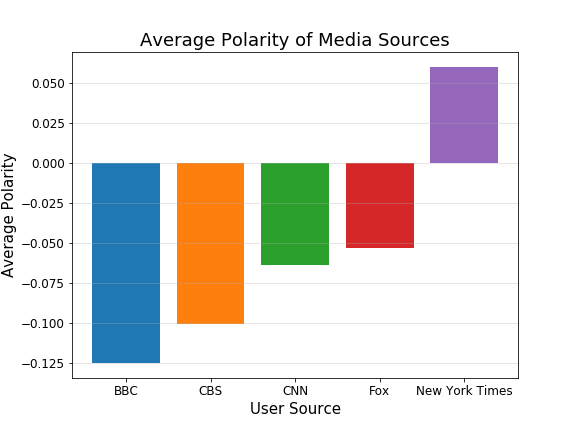 Average Polarity of Media Sources
Average Polarity
0.050
0.025
0.000
−0.025
−0.050
−0.075
−0.100
−0.125
BBC CBS CNN Fox New York Times
User Source